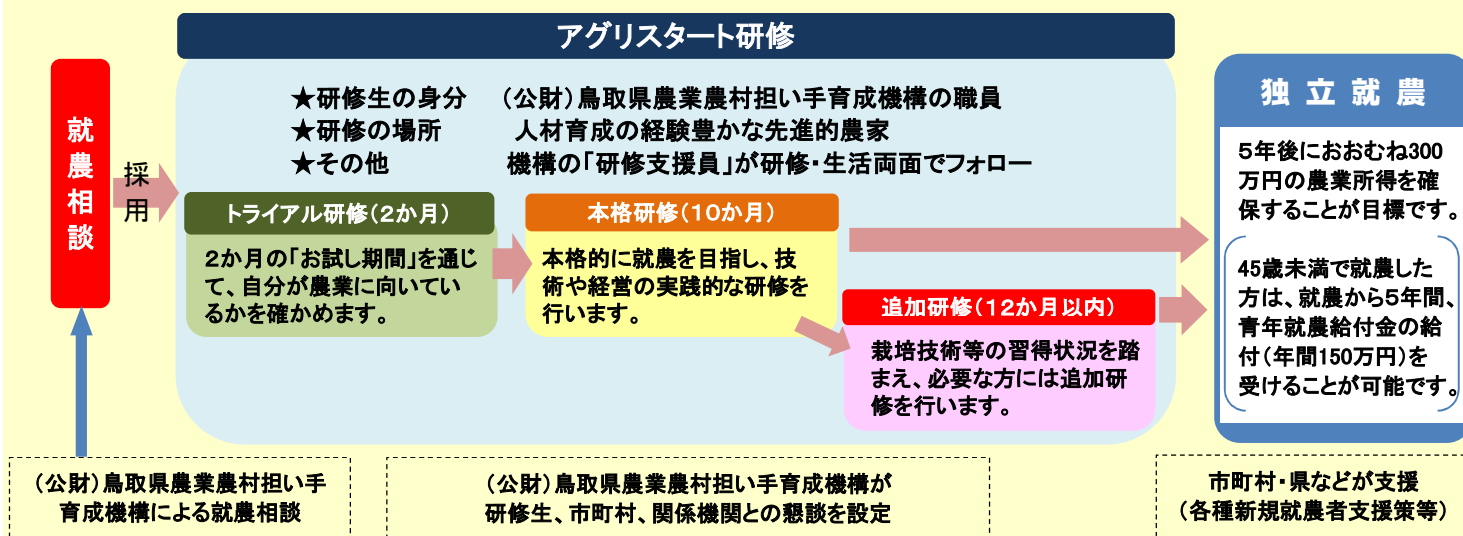 アグリスタート研修
就農相談
採用
★研修生の身分 (公財)鳥取県農業農村担い手育成機構の職員
★研修の場所 人材育成の経験豊かな先進的農家
★その他 機構の「研修支援員」が研修・生活両面でフォロー
トライアル研修(2か月)
2か月の「お試し期間」を通じ
て、自分が農業に向いてい
るかを確かめます。
本格研修(10か月)
本格的に就農を目指し、技
術や経営の実践的な研修を
行います。
追加研修(12か月以内)
栽培技術等の習得状況を踏
まえ、必要な方には追加研
修を行います。
独立就農
5年後におおむね300
万円の農業所得を確
保することが目標です。
45歳未満で就農した
方は、就農から5年間、
青年就農給付金の給
付(年間150万円)を
受けることが可能です。
(公財)鳥取県農業農村担い手
育成機構による就農相談
(公財)鳥取県農業農村担い手育成機構が
研修生、市町村、関係機関との懇談を設定
市町村・県などが支援
(各種新規就農者支援策等)